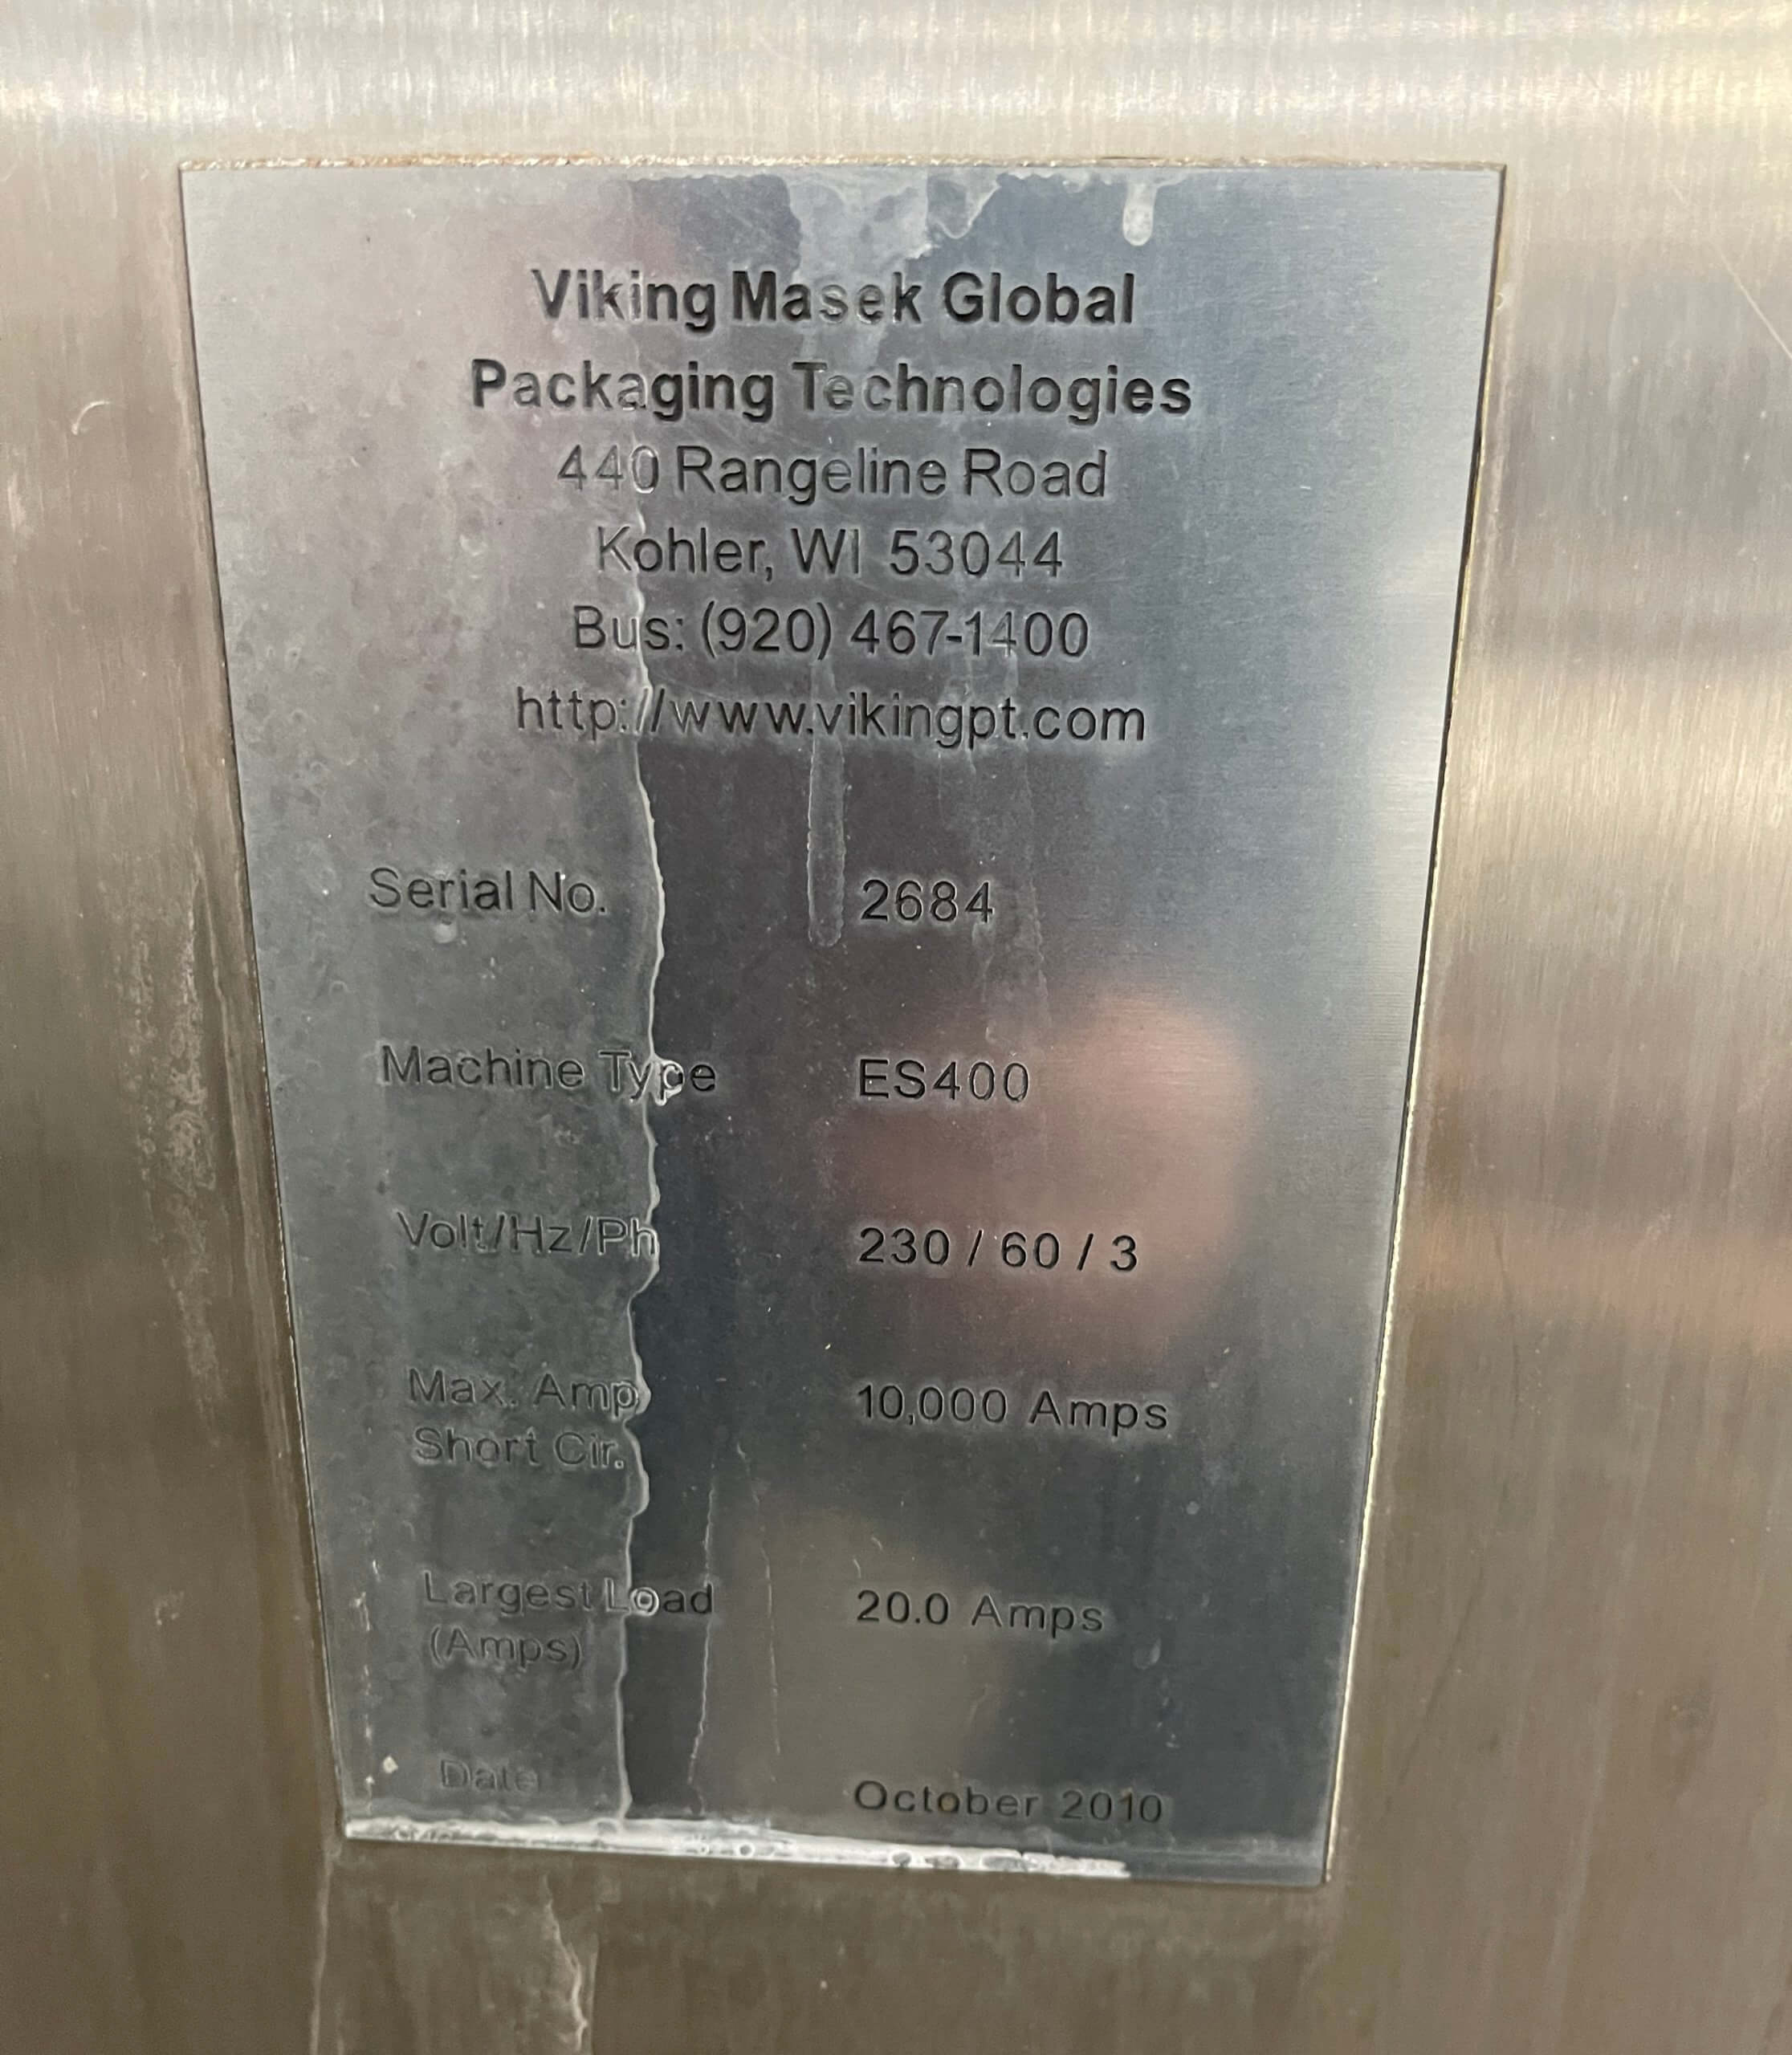 Viking Masek Global
Packaging Technologies
440 Rangeline Road
Kohler, WI 53044
Bus: (920) 467-1400
http://www.vikingpt.com
Serial No. 2684
Machine Type ES400
Volt/Hz/Ph 230 / 60 / 3
Max. Amp 10,000 Amps
Short Cir.
Largest Load 20.0 Amps
(Amps)
Date October 2010